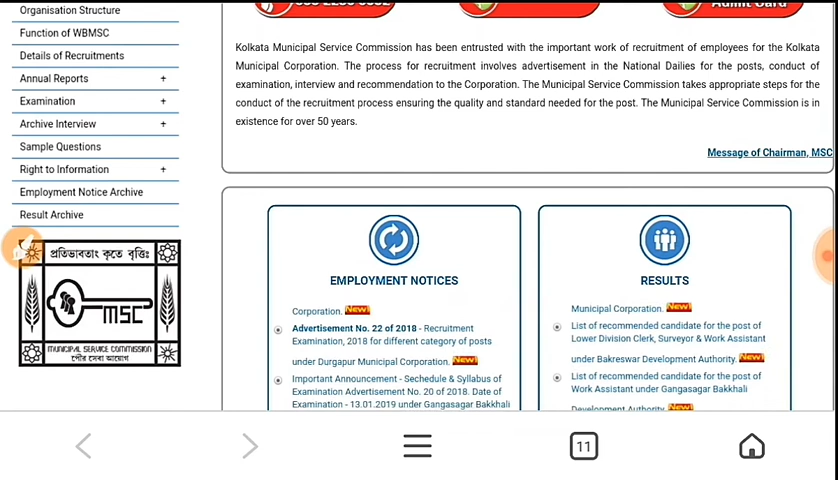 Organisation Structure
Function of WBMSC
Details of Recruitments
Annual Reports +
Examination +
Archive Interview +
Sample Questions
Right to Information +
Employment Notice Archive
Result Archive
প্রতিভাবতাং কৃতে বৃত্তিঃ
MSC
MUNICIPAL SERVICE COMMISSION
পৌর সেবা আয়োগ
Admit Card
Kolkata Municipal Service Commission has been entrusted with the important work of recruitment of employees for the Kolkata
Municipal Corporation. The process for recruitment involves advertisement in the National Dailies for the posts, conduct of
examination, interview and recommendation to the Corporation. The Municipal Service Commission takes appropriate steps for the
conduct of the recruitment process ensuring the quality and standard needed for the post. The Municipal Service Commission is in
existence for over 50 years.
Message of Chairman, MSC
EMPLOYMENT NOTICES
Corporation. New!
Advertisement No. 22 of 2018 - Recruitment
Examination, 2018 for different category of posts
under Durgapur Municipal Corporation. New!
Important Announcement - Sechedule & Syllabus of
Examination Advertisement No. 20 of 2018. Date of
Examination - 13.01.2019 under Gangasagar Bakkhali
RESULTS
Municipal Corporation. New!
List of recommended candidate for the post of
Lower Division Clerk, Surveyor & Work Assistant
under Bakreswar Development Authority. New!
List of recommended candidate for the post of
Work Assistant under Gangasagar Bakkhali
Development Authority. New!
11